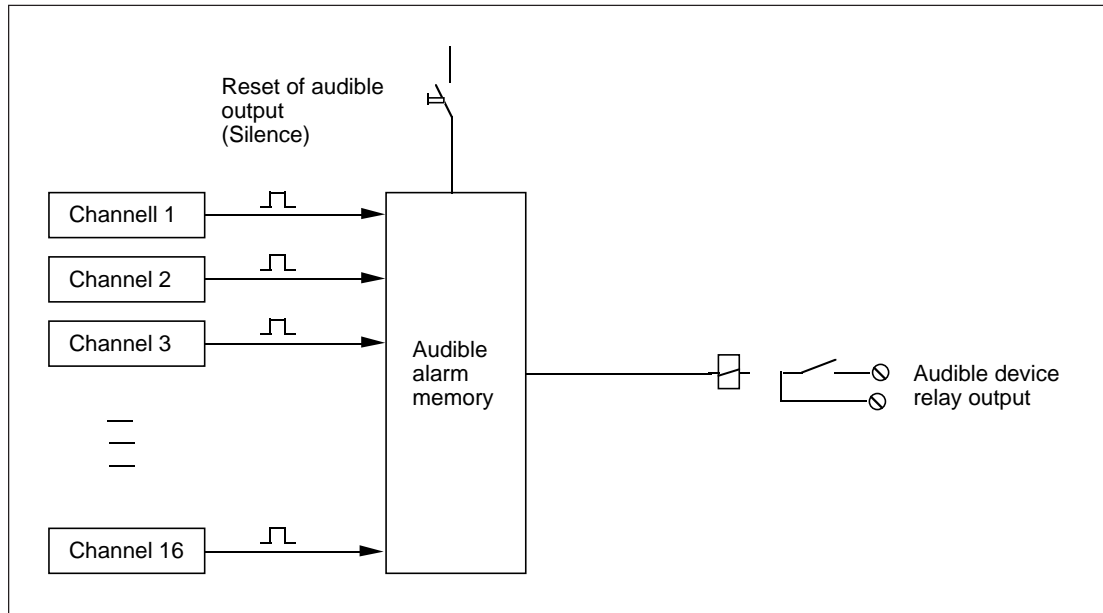 Reset of audible
output
(Silence)
Channell 1
Channel 2
Channel 3
Audible
alarm
memory
Audible device
relay output
Channel 16